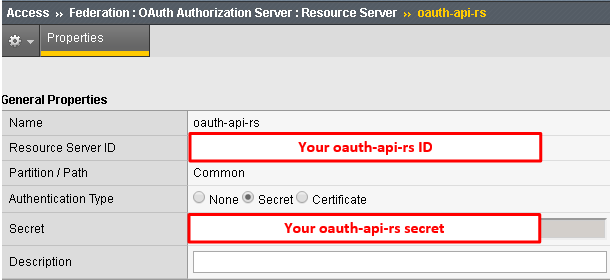 Access ›› Federation : OAuth Authorization Server : Resource Server ›› oauth-api-rs
Properties
General Properties
Name oauth-api-rs
Resource Server ID Your oauth-api-rs ID
Partition / Path Common
Authentication Type None Secret Certificate
Secret Your oauth-api-rs secret
Description